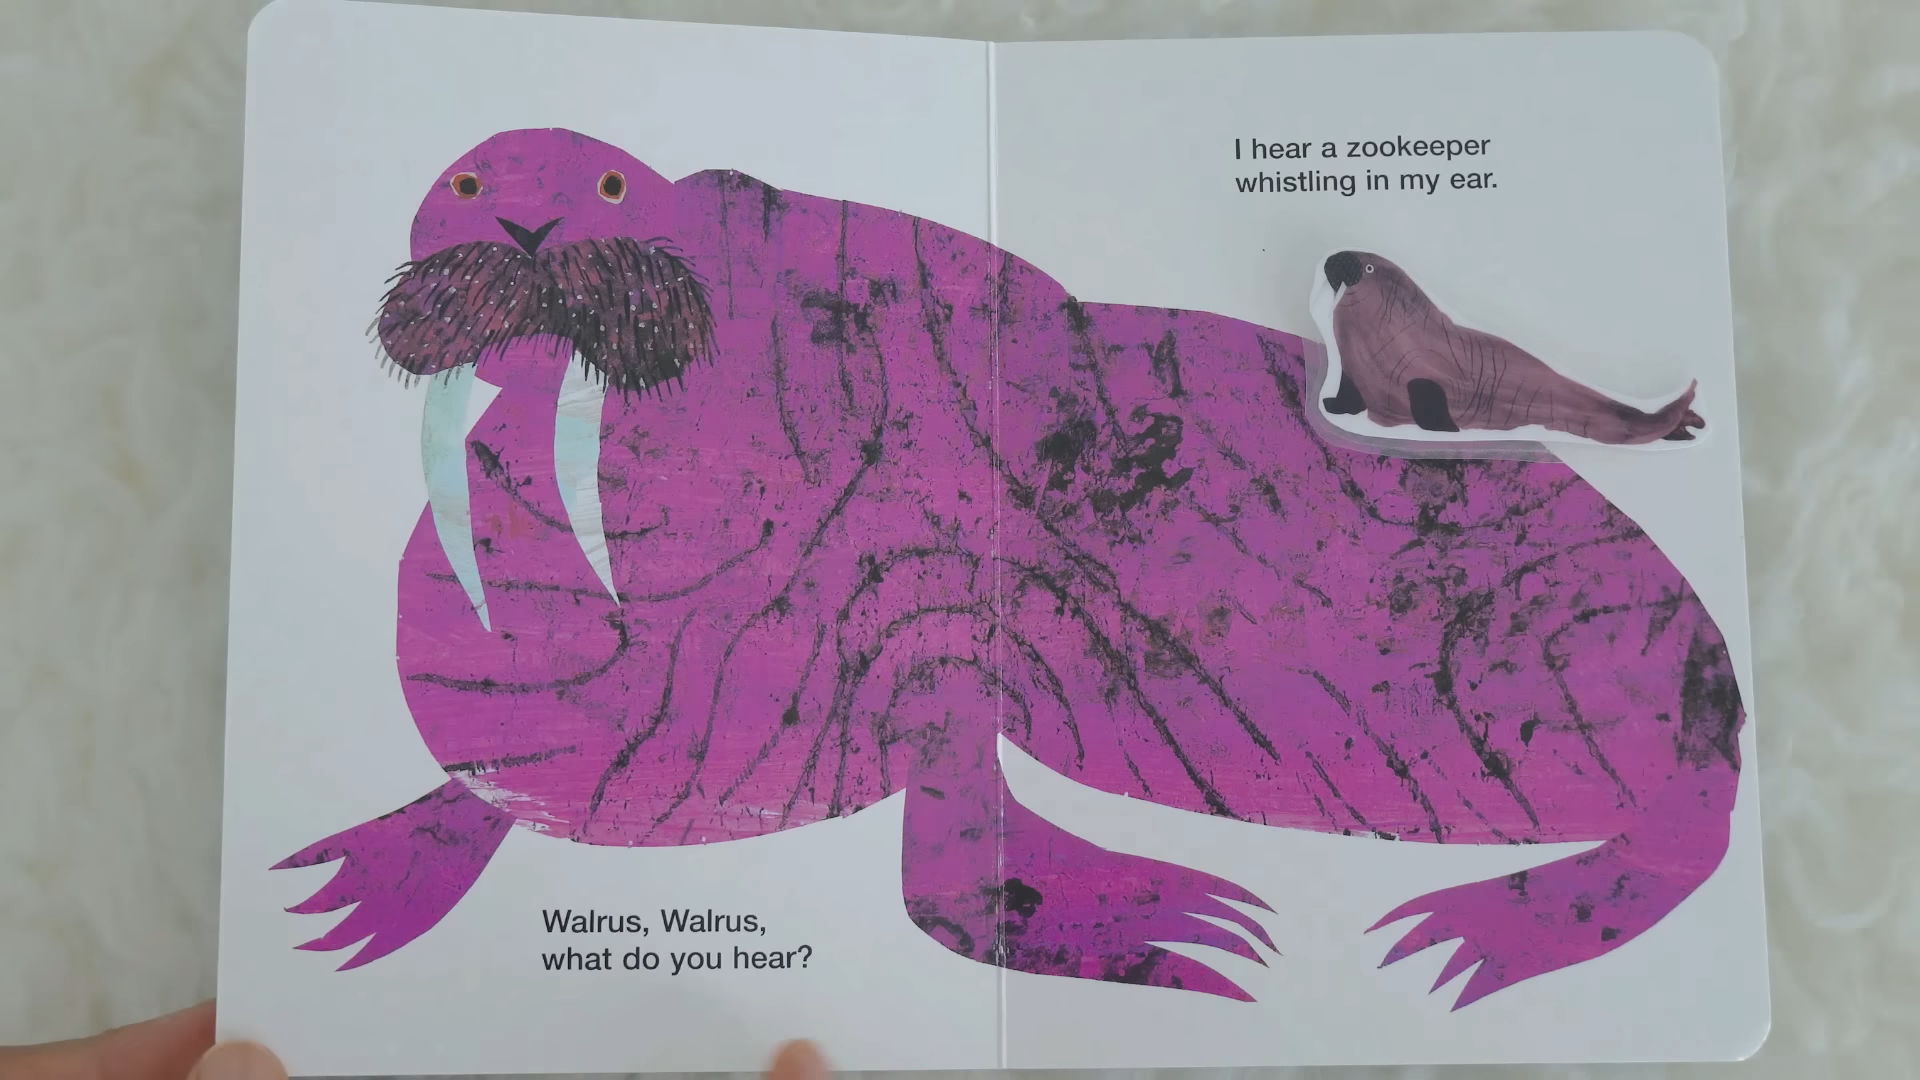 Walrus, Walrus,
what do you hear?
I hear a zookeeper
whistling in my ear.